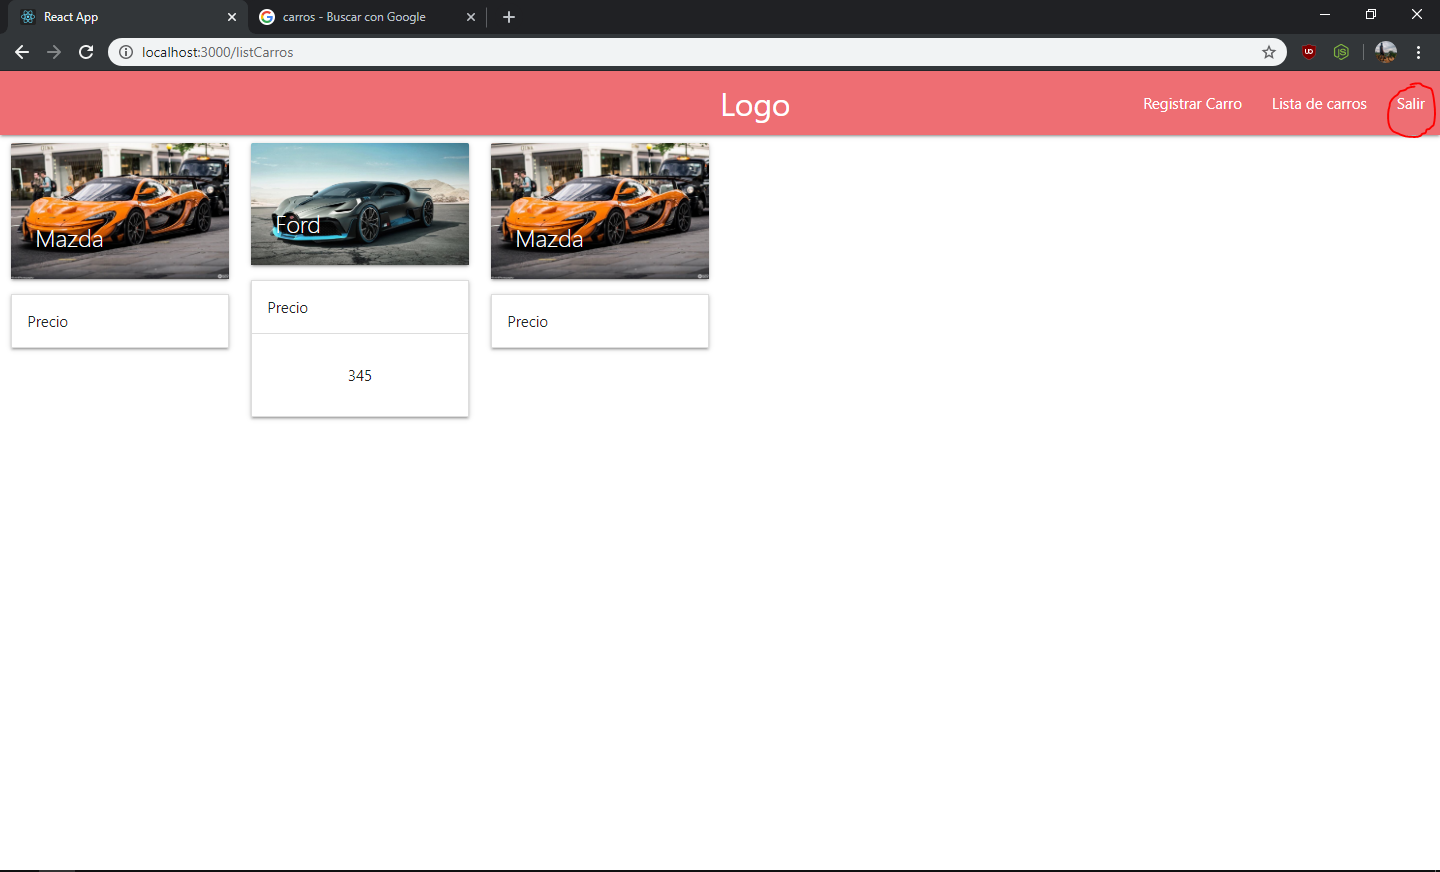 React App
carros - Buscar con Google
localhost:3000/listCarros
Logo
Registrar Carro
Lista de carros
Salir
Mazda
Ford
Mazda
Precio
Precio
345
Precio